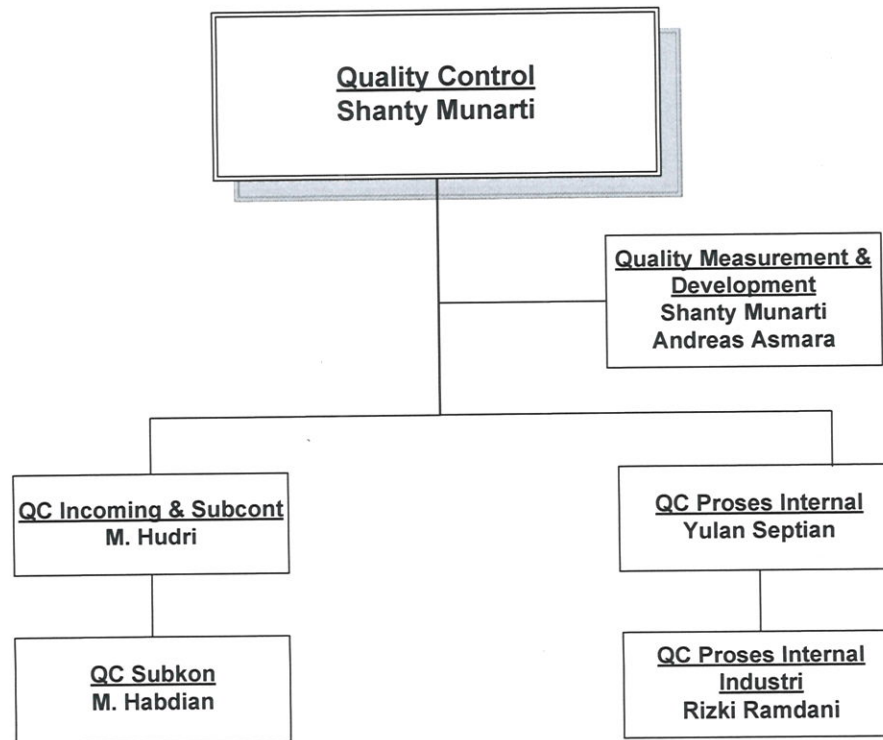 Quality Control
Shanty Munarti
Quality Measurement &
Development
Shanty Munarti
Andreas Asmara
QC Incoming & Subcont
M. Hudri
QC Proses Internal
Yulan Septian
QC Subkon
M. Habdian
QC Proses Internal
Industri
Rizki Ramdani